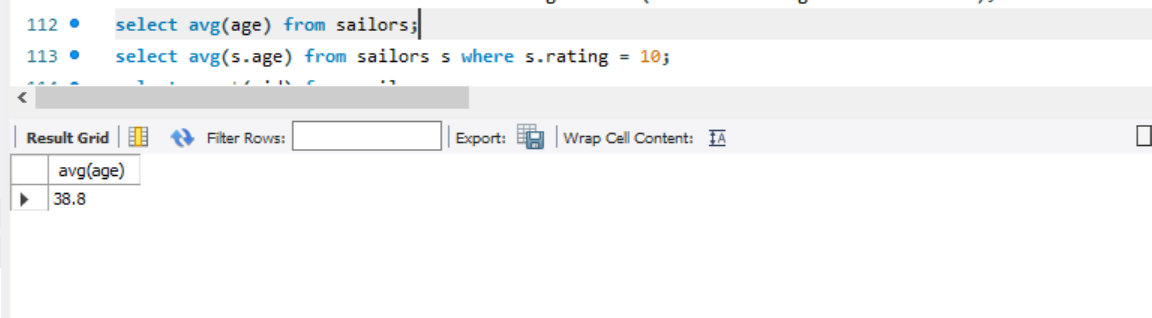 112 select avg(age) from sailors;
113 select avg(s.age) from sailors s where s.rating = 10;
Result Grid Filter Rows: Export: Wrap Cell Content:
avg(age)
38.8